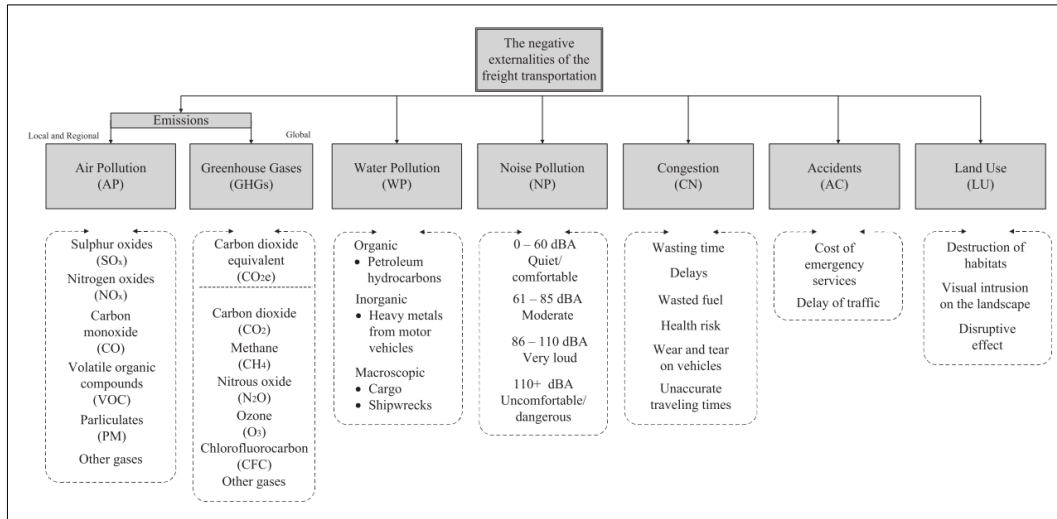 The negative
externalities of the
freight transportation
Emissions
Local and Regional
Global
Air Pollution
(AP)
Greenhouse Gases
(GHGs)
Water Pollution
(WP)
Noise Pollution
(NP)
Congestion
(CN)
Accidents
(AC)
Land Use
(LU)
Sulphur oxides
(SOₓ)
Nitrogen oxides
(NOₓ)
Carbon
monoxide
(CO)
Volatile organic
compounds
(VOC)
Parliculates
(PM)
Other gases
Carbon dioxide
equivalent
(CO₂e)
Carbon dioxide
(CO₂)
Methane
(CH₄)
Nitrous oxide
(N₂O)
Ozone
(O₃)
Chlorofluorocarbon
(CFC)
Other gases
Organic
• Petroleum
hydrocarbons
Inorganic
• Heavy metals
from motor
vehicles
Macroscopic
• Cargo
• Shipwrecks
0 – 60 dBA
Quiet/
comfortable
61 – 85 dBA
Moderate
86 – 110 dBA
Very loud
110+ dBA
Uncomfortable/
dangerous
Wasting time
Delays
Wasted fuel
Health risk
Wear and tear
on vehicles
Unaccurate
traveling times
Cost of
emergency
services
Delay of traffic
Destruction of
habitats
Visual intrusion
on the landscape
Disruptive
effect